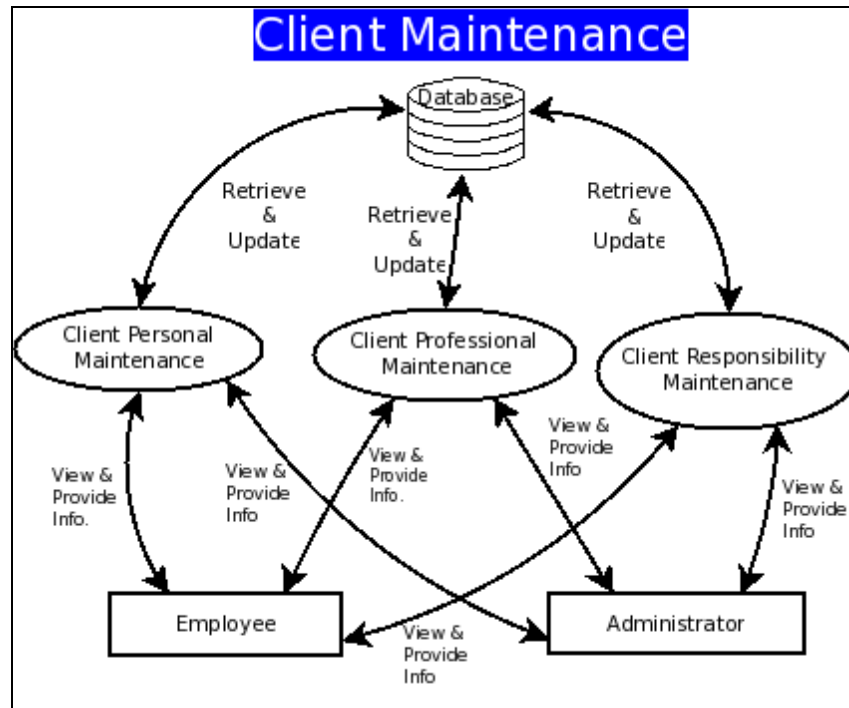 Client Maintenance
Database
Retrieve
&
Update
Retrieve
&
Update
Retrieve
&
Update
Client Personal
Maintenance
Client Professional
Maintenance
Client Responsibility
Maintenance
View &
Provide
Info.
View &
Provide
Info
View &
Provide
Info.
View &
Provide
Info
View &
Provide
Info
Employee
View &
Provide
Info
Administrator